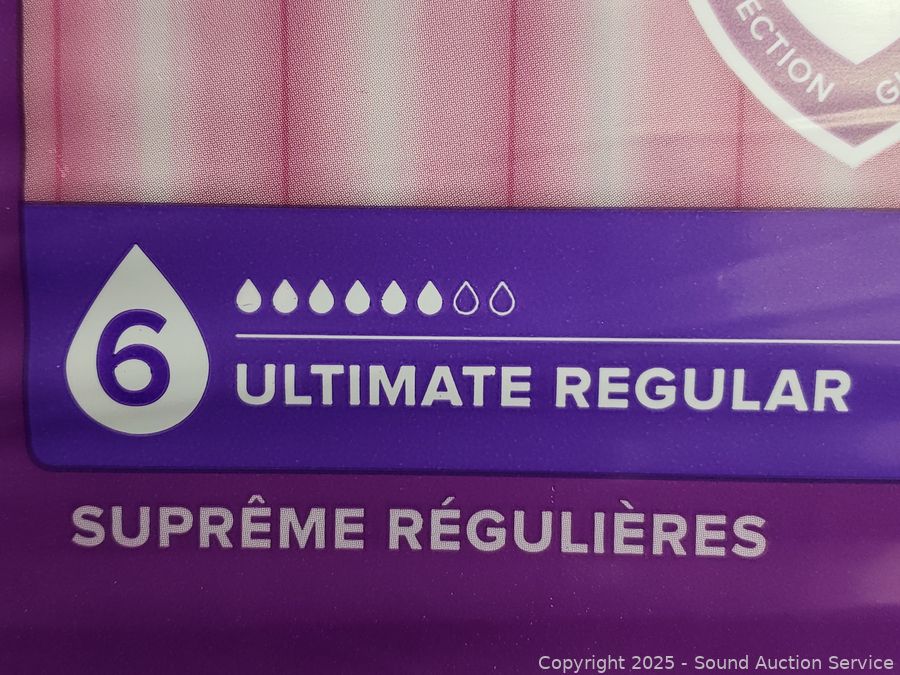 ECTION
6
ULTIMATE REGULAR
SUPRÊME RÉGULIÈRES
Copyright 2025 - Sound Auction Service